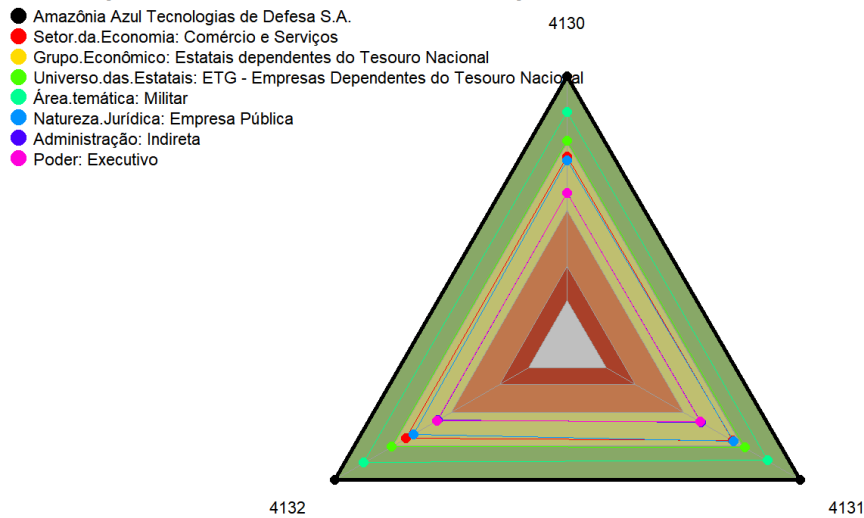 Amazônia Azul Tecnologias de Defesa S.A.
Setor.da.Economia: Comércio e Serviços
Grupo.Econômico: Estatais dependentes do Tesouro Nacional
Universo.das.Estatais: ETG - Empresas Dependentes do Tesouro Nacional
Área.temática: Militar
Natureza.Jurídica: Empresa Pública
Administração: Indireta
Poder: Executivo
4130
4132
4131